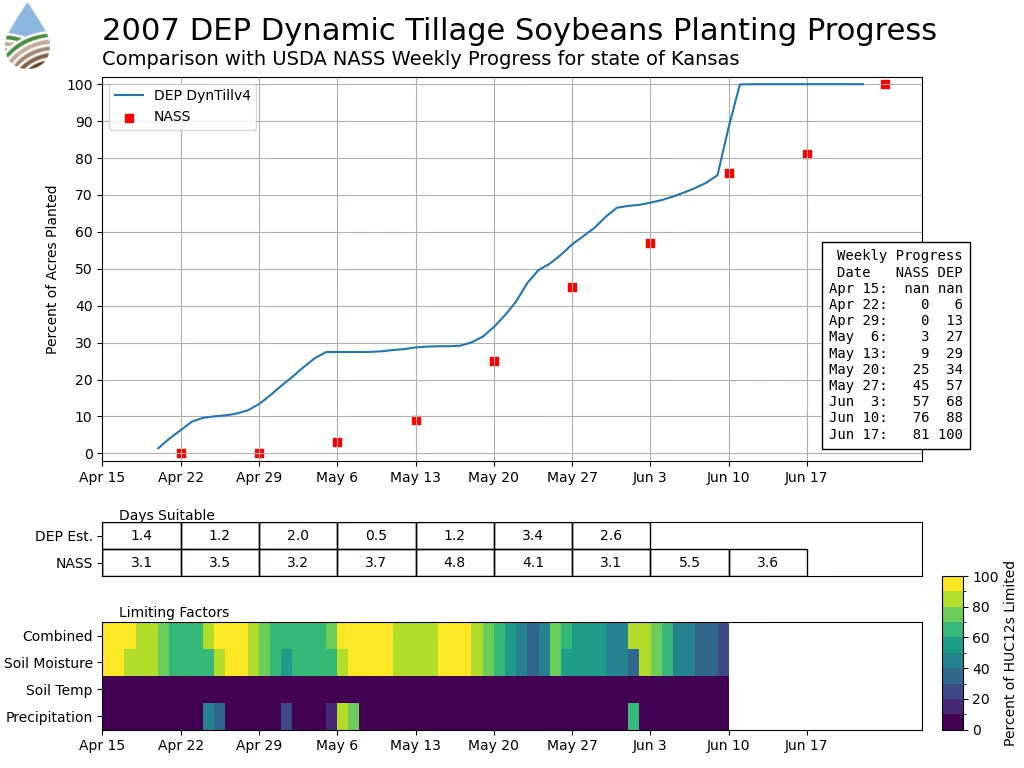 2007 DEP Dynamic Tillage Soybeans Planting Progress
Comparison with USDA NASS Weekly Progress for state of Kansas
DEP DynTillv4
NASS
Percent of Acres Planted
100
90
80
70
60
50
40
30
20
10
0
Apr 15 Apr 22 Apr 29 May 6 May 13 May 20 May 27 Jun 3 Jun 10 Jun 17
Weekly Progress
Date NASS DEP
Apr 15: nan nan
Apr 22: 0 6
Apr 29: 0 13
May 6: 3 27
May 13: 9 29
May 20: 25 34
May 27: 45 57
Jun 3: 57 68
Jun 10: 76 88
Jun 17: 81 100
Days Suitable
DEP Est. 1.4 1.2 2.0 0.5 1.2 3.4 2.6
NASS 3.1 3.5 3.2 3.7 4.8 4.1 3.1 5.5 3.6
Limiting Factors
Combined
Soil Moisture
Soil Temp
Precipitation
Apr 15 Apr 22 Apr 29 May 6 May 13 May 20 May 27 Jun 3 Jun 10 Jun 17
100
80
60
40
20
0
Percent of HUC12s Limited